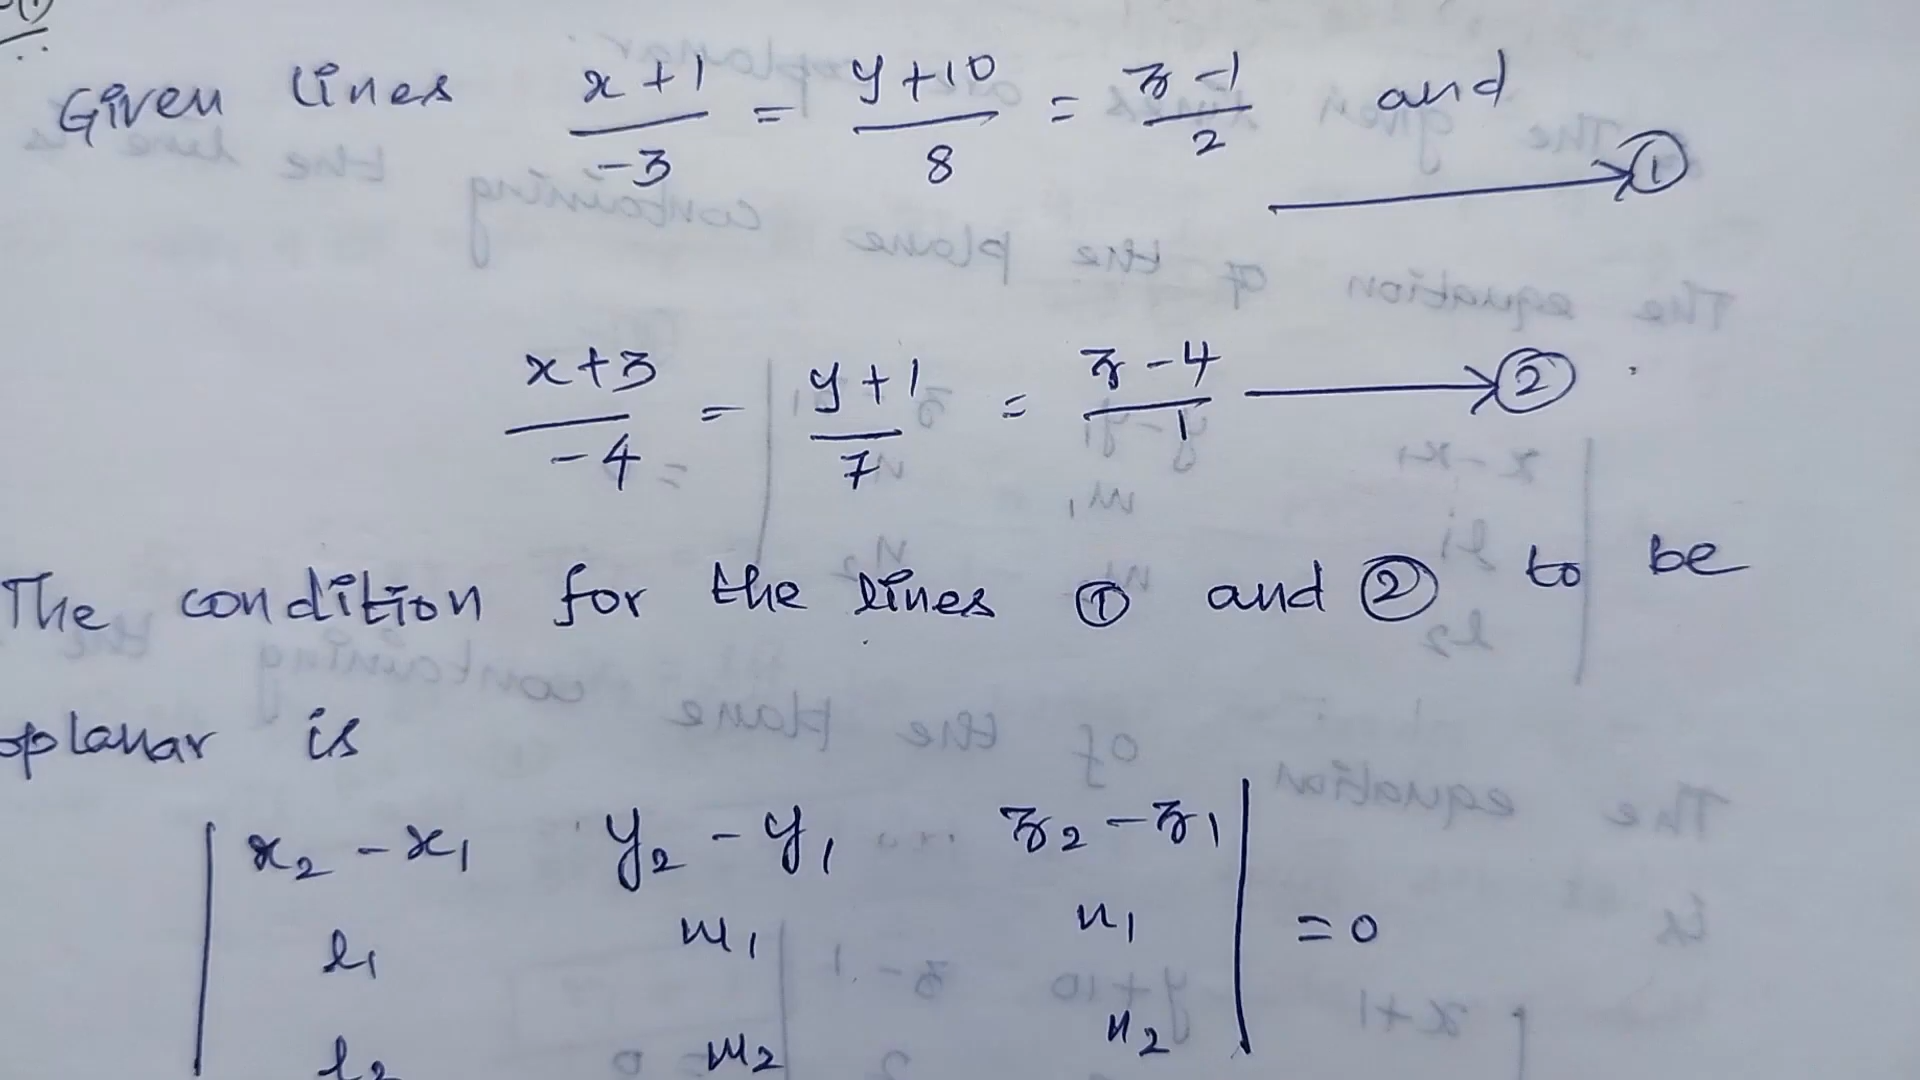 Given lines x+1/-3 = y+10/8 = z-1/2 and → ①
x+3/-4 = y+1/7 = z-4/1 → ②
The condition for the lines ① and ② to be
oplanar is
| x₂-x₁ y₂-y₁ z₂-z₁ |
| l₁ m₁ n₁ | = 0
| l₂ m₂ n₂ |